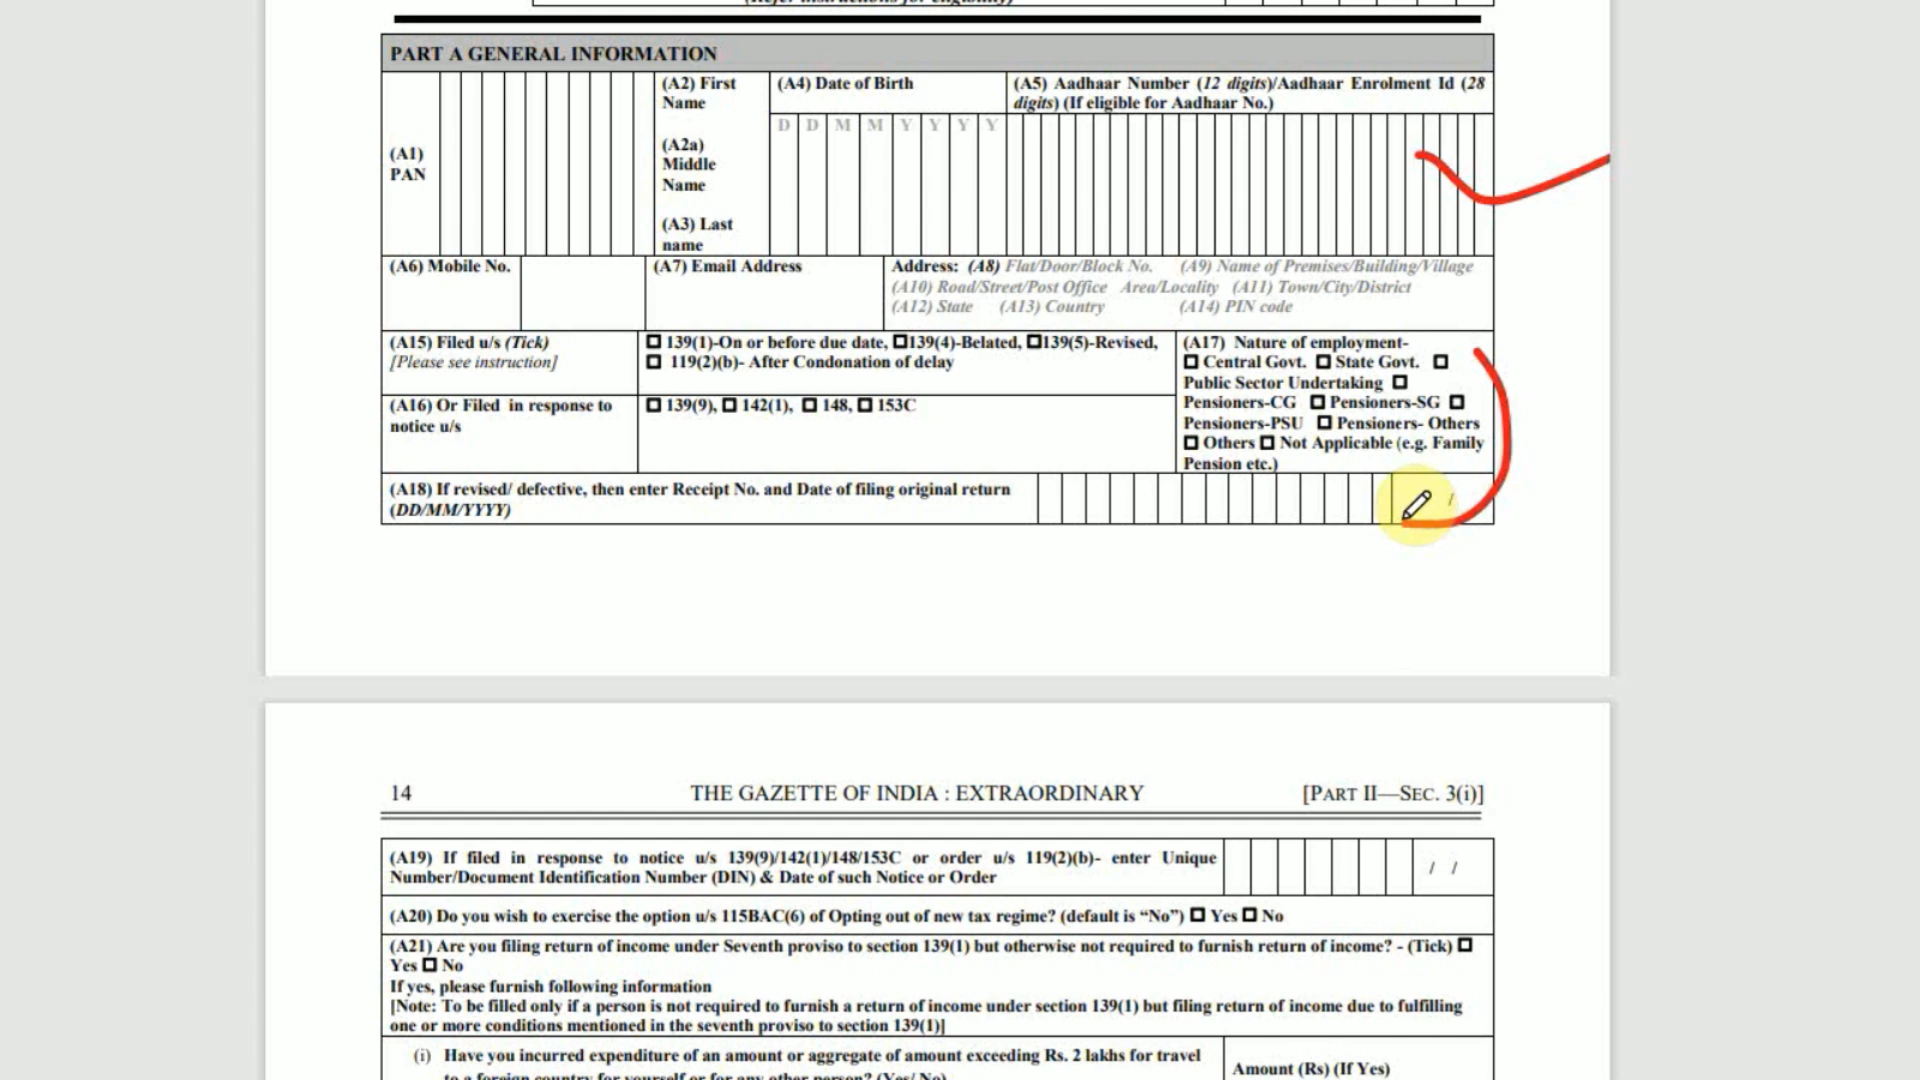 (Refer instructions for eligibility)
PART A GENERAL INFORMATION
(A1)
PAN
(A2) First
Name
(A2a)
Middle
Name
(A3) Last
name
(A4) Date of Birth
D D M M Y Y Y Y
(A5) Aadhaar Number (12 digits)/Aadhaar Enrolment Id (28
digits) (If eligible for Aadhaar No.)
(A6) Mobile No.
(A7) Email Address
Address: (A8) Flat/Door/Block No. (A9) Name of Premises/Building/Village
(A10) Road/Street/Post Office Area/Locality (A11) Town/City/District
(A12) State (A13) Country (A14) PIN code
(A15) Filed u/s (Tick)
[Please see instruction]
☐ 139(1)-On or before due date, ☐139(4)-Belated, ☐139(5)-Revised,
☐ 119(2)(b)- After Condonation of delay
(A16) Or Filed in response to
notice u/s
☐ 139(9), ☐ 142(1), ☐ 148, ☐ 153C
(A17) Nature of employment-
☐ Central Govt. ☐ State Govt. ☐
Public Sector Undertaking ☐
Pensioners-CG ☐ Pensioners-SG ☐
Pensioners-PSU ☐ Pensioners- Others
☐ Others ☐ Not Applicable (e.g. Family
Pension etc.)
(A18) If revised/ defective, then enter Receipt No. and Date of filing original return
(DD/MM/YYYY)
/
14 THE GAZETTE OF INDIA : EXTRAORDINARY [PART II—SEC. 3(i)]
(A19) If filed in response to notice u/s 139(9)/142(1)/148/153C or order u/s 119(2)(b)- enter Unique
Number/Document Identification Number (DIN) & Date of such Notice or Order
/ /
(A20) Do you wish to exercise the option u/s 115BAC(6) of Opting out of new tax regime? (default is “No”) ☐ Yes ☐ No
(A21) Are you filing return of income under Seventh proviso to section 139(1) but otherwise not required to furnish return of income? - (Tick) ☐
Yes ☐ No
If yes, please furnish following information
[Note: To be filled only if a person is not required to furnish a return of income under section 139(1) but filing return of income due to fulfilling
one or more conditions mentioned in the seventh proviso to section 139(1)]
(i) Have you incurred expenditure of an amount or aggregate of amount exceeding Rs. 2 lakhs for travel
to a foreign country for yourself or for any other person? (Yes/ No)
Amount (Rs) (If Yes)